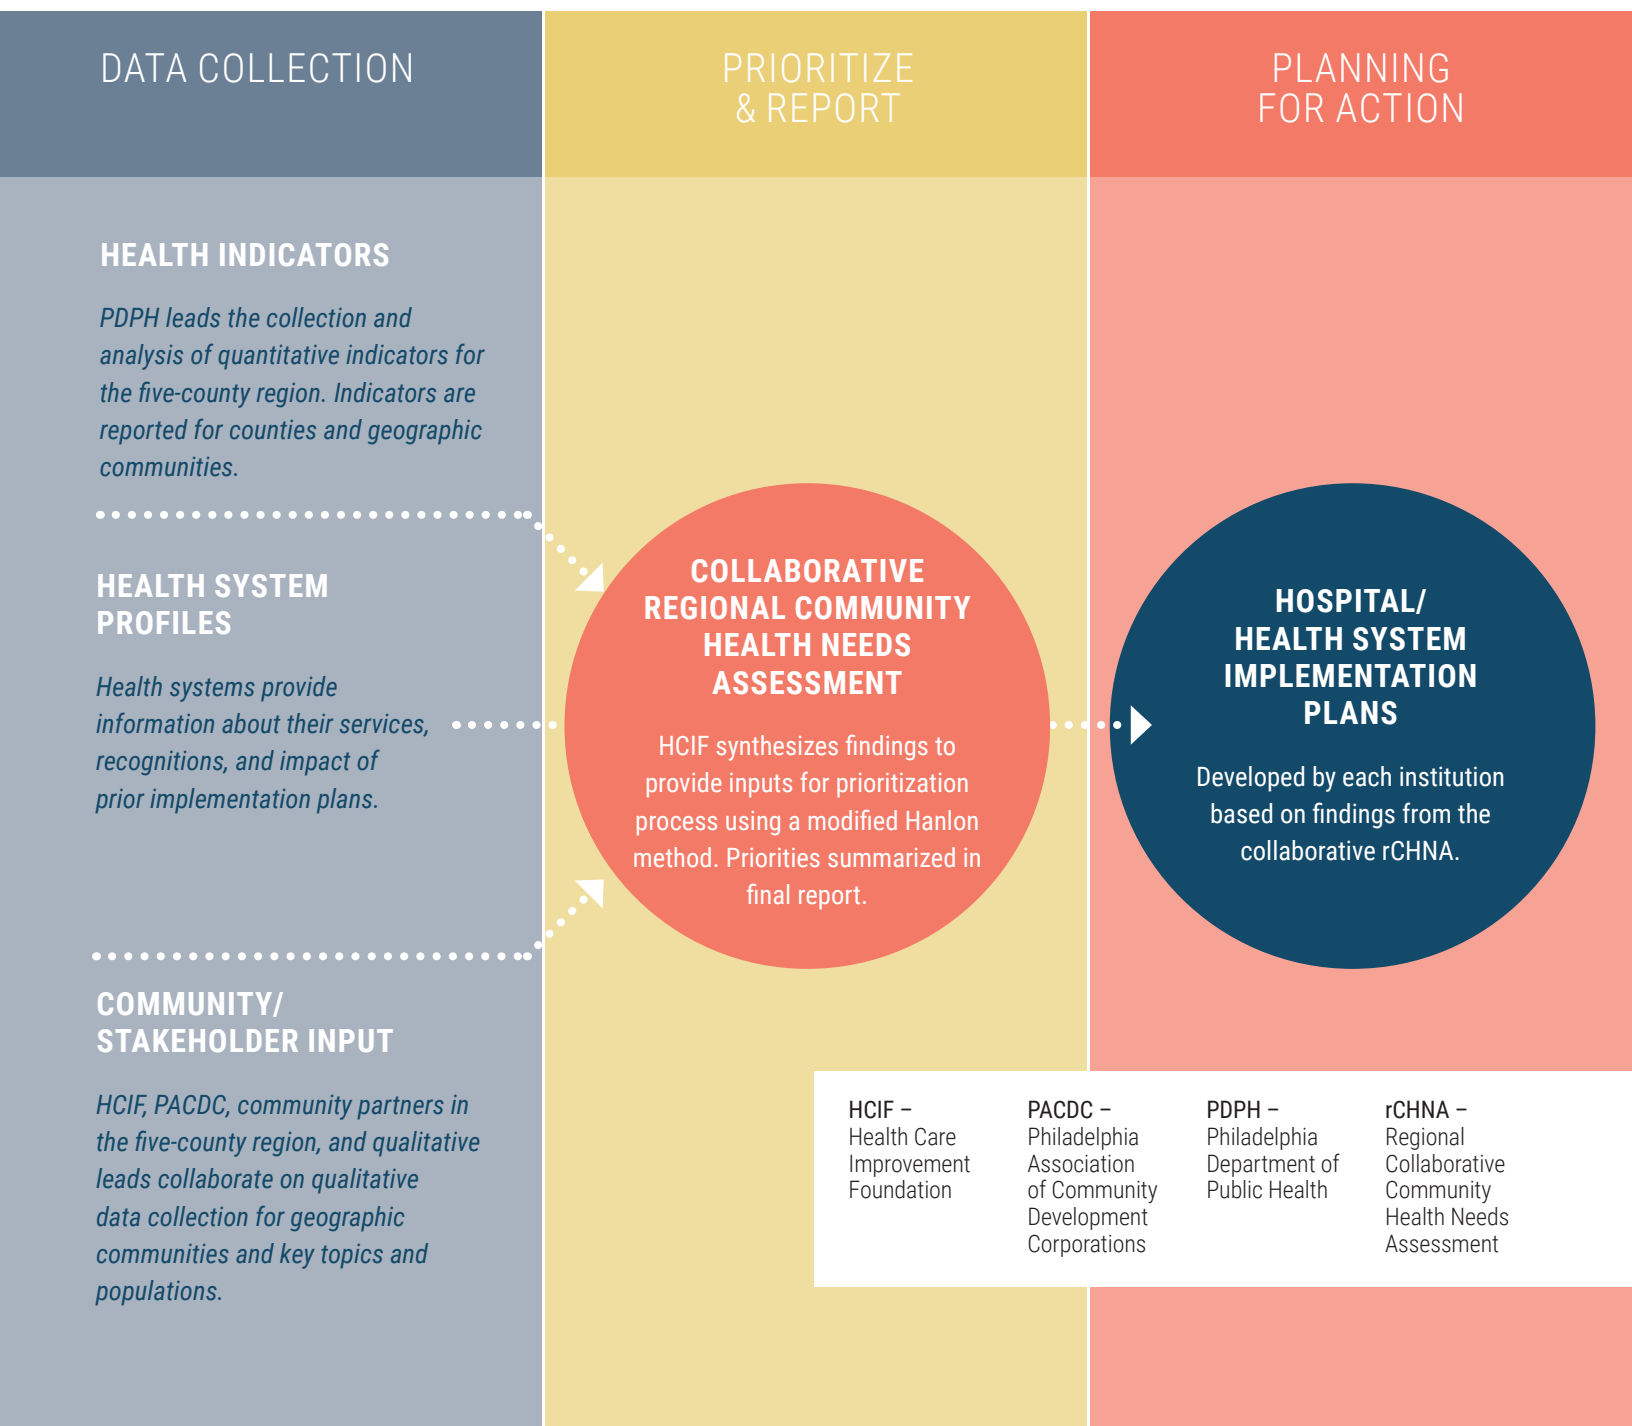 DATA COLLECTION
PRIORITIZE
& REPORT
PLANNING
FOR ACTION
HEALTH INDICATORS
PDPH leads the collection and
analysis of quantitative indicators for
the five-county region. Indicators are
reported for counties and geographic
communities.
HEALTH SYSTEM
PROFILES
Health systems provide
information about their services,
recognitions, and impact of
prior implementation plans.
COMMUNITY/
STAKEHOLDER INPUT
HCIF, PACDC, community partners in
the five-county region, and qualitative
leads collaborate on qualitative
data collection for geographic
communities and key topics and
populations.
COLLABORATIVE
REGIONAL COMMUNITY
HEALTH NEEDS
ASSESSMENT
HCIF synthesizes findings to
provide inputs for prioritization
process using a modified Hanlon
method. Priorities summarized in
final report.
HOSPITAL/
HEALTH SYSTEM
IMPLEMENTATION
PLANS
Developed by each institution
based on findings from the
collaborative rCHNA.
HCIF –
Health Care
Improvement
Foundation
PACDC –
Philadelphia
Association
of Community
Development
Corporations
PDPH –
Philadelphia
Department of
Public Health
rCHNA –
Regional
Collaborative
Community
Health Needs
Assessment